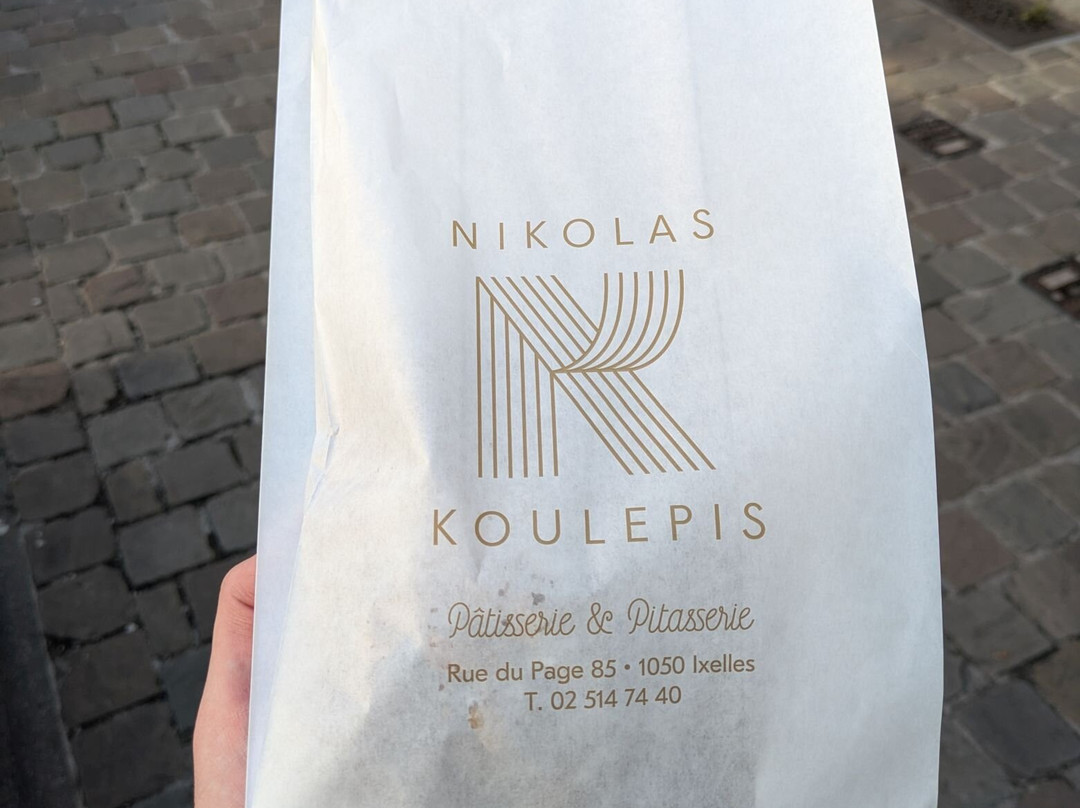 NIKOLAS
K
KOULEPIS
Pâtisserie & Pitasserie
Rue du Page 85 • 1050 Ixelles
T. 02 514 74 40